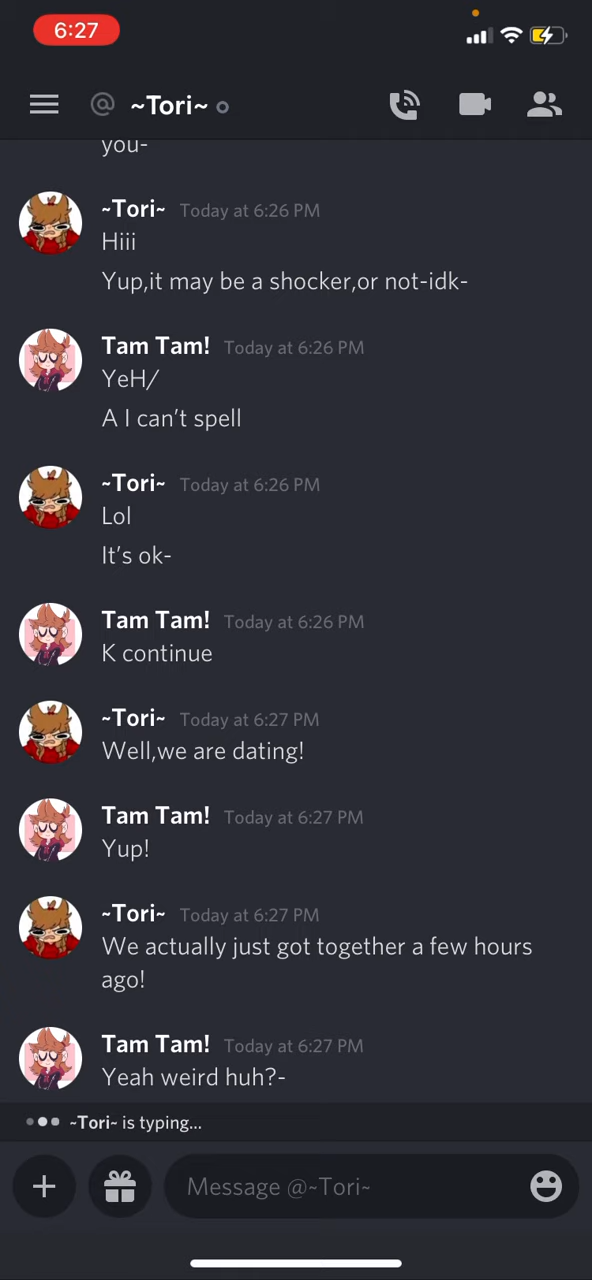 6:27
@ ~Tori~
you-
~Tori~ Today at 6:26 PM
Hiii
Yup,it may be a shocker,or not-idk-
Tam Tam! Today at 6:26 PM
YeH/
A I can’t spell
~Tori~ Today at 6:26 PM
Lol
It’s ok-
Tam Tam! Today at 6:26 PM
K continue
~Tori~ Today at 6:27 PM
Well,we are dating!
Tam Tam! Today at 6:27 PM
Yup!
~Tori~ Today at 6:27 PM
We actually just got together a few hours
ago!
Tam Tam! Today at 6:27 PM
Yeah weird huh?-
~Tori~ is typing...
Message @~Tori~